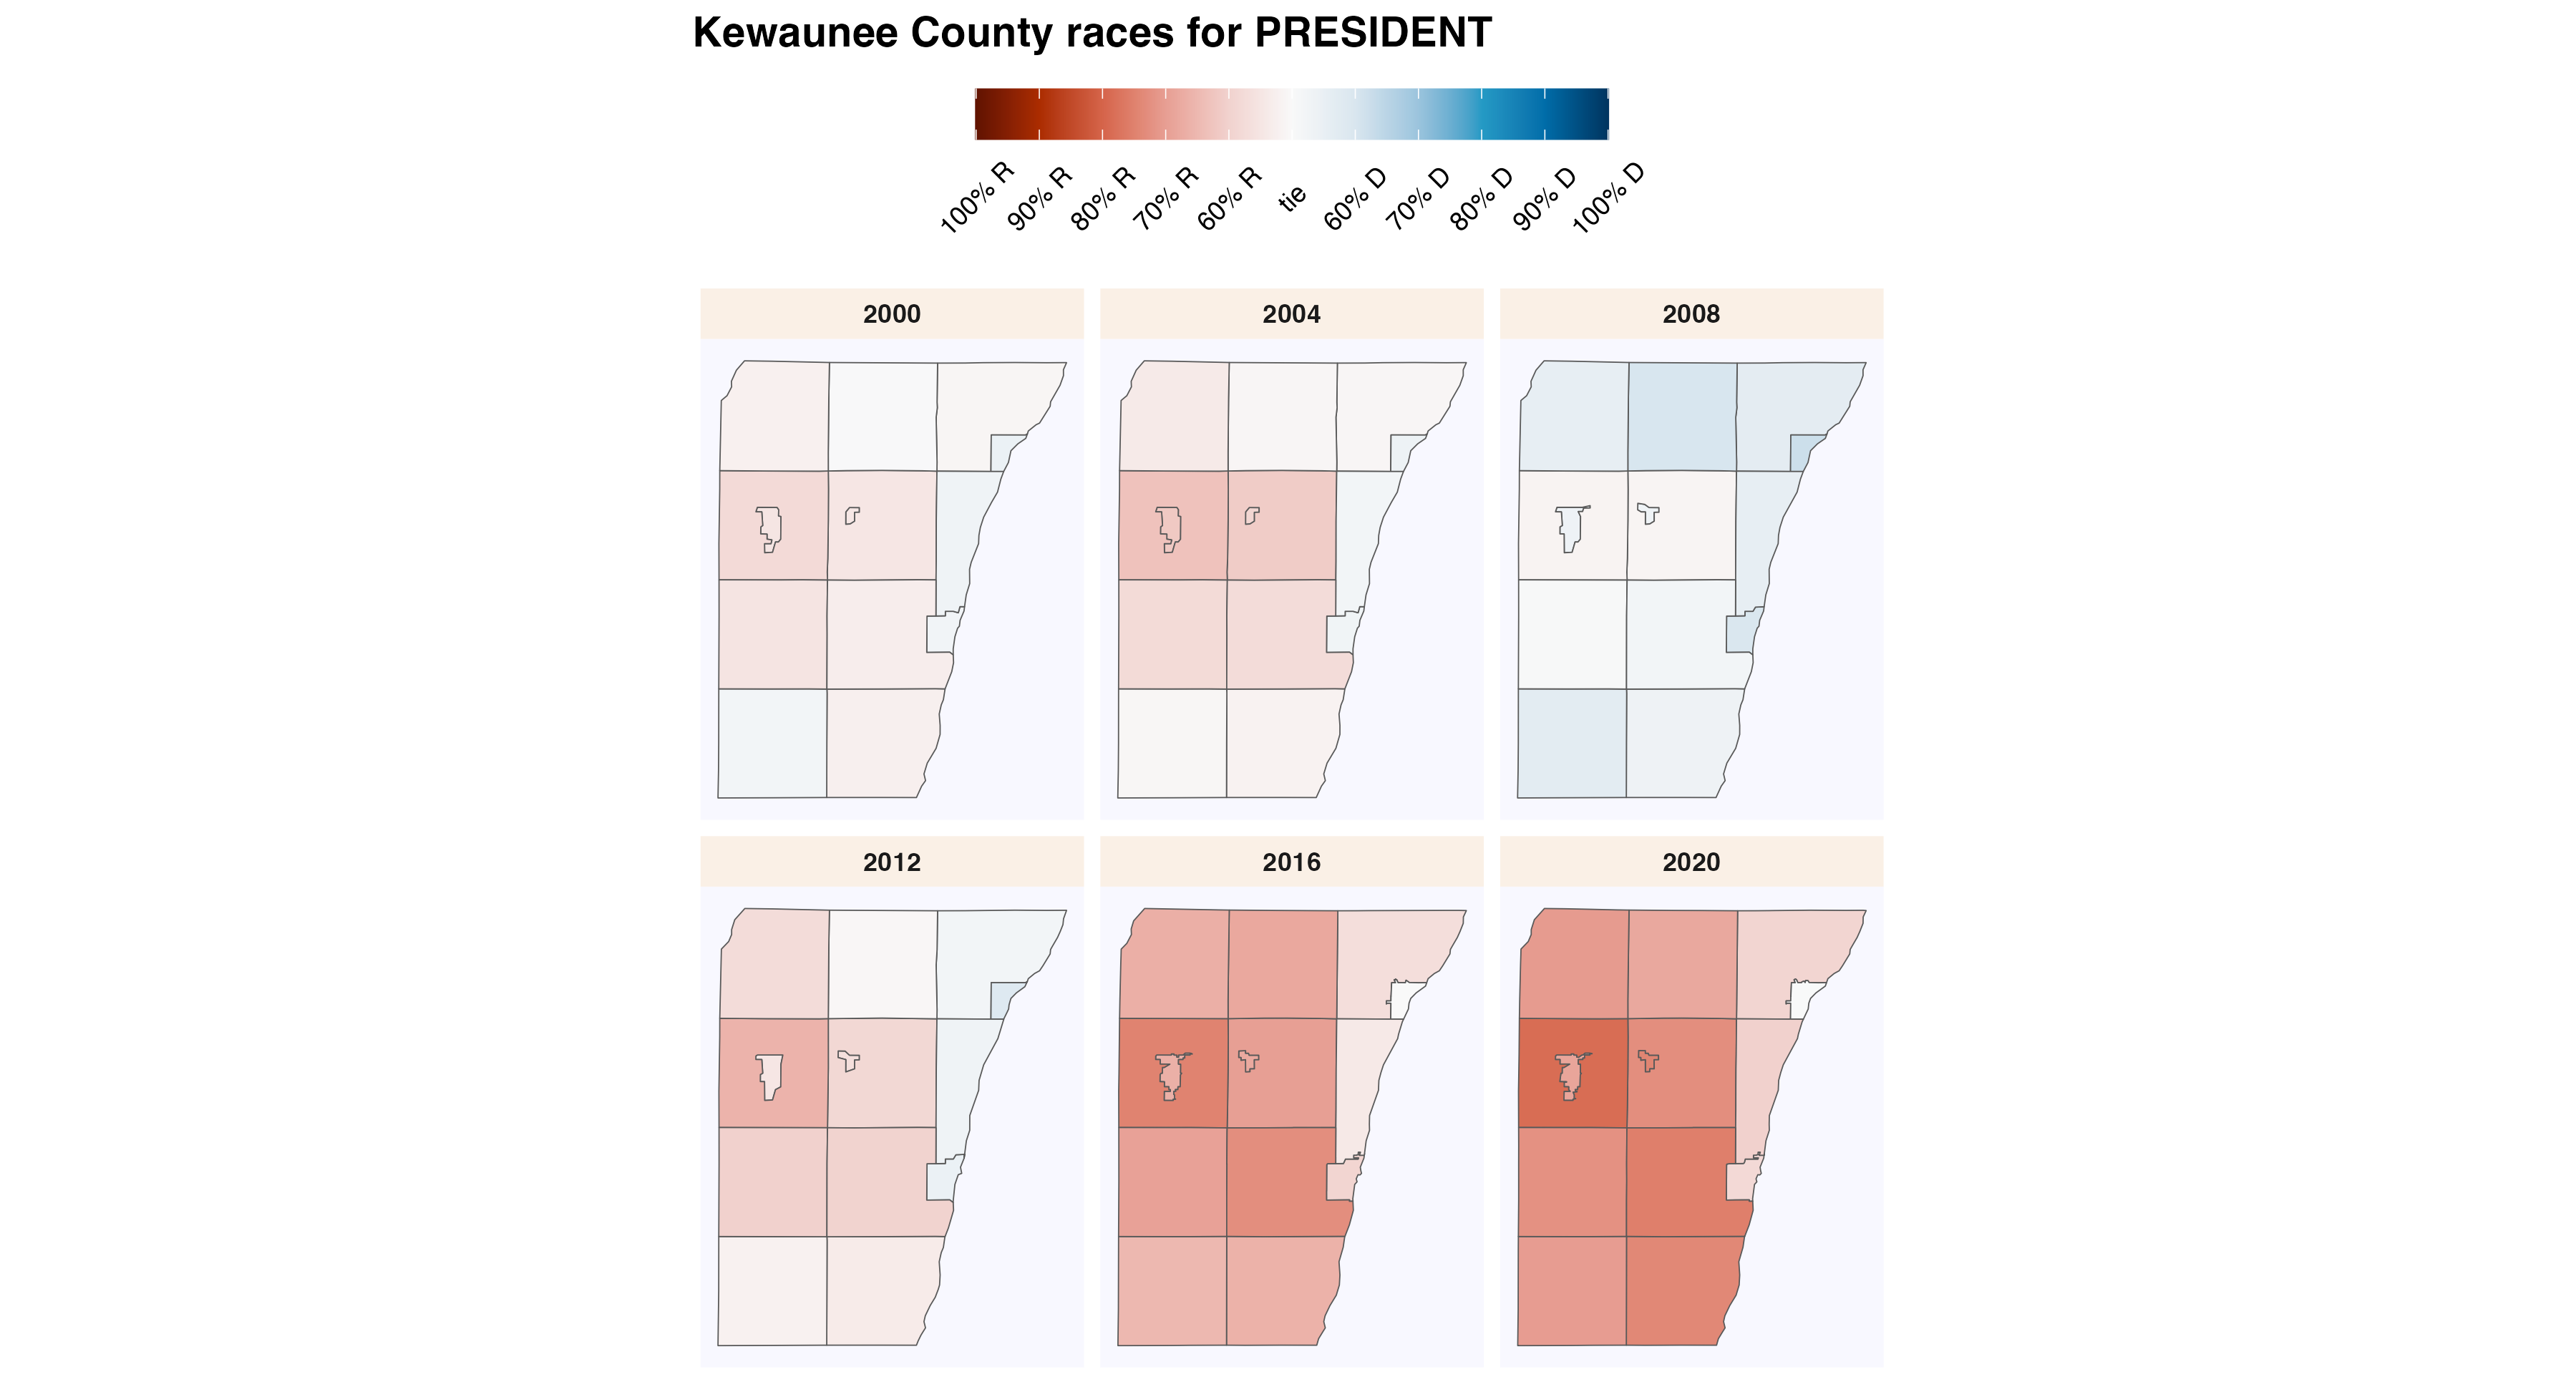 Kewaunee County races for PRESIDENT
100% R
90% R
80% R
70% R
60% R
tie
60% D
70% D
80% D
90% D
100% D
2000
2004
2008
2012
2016
2020